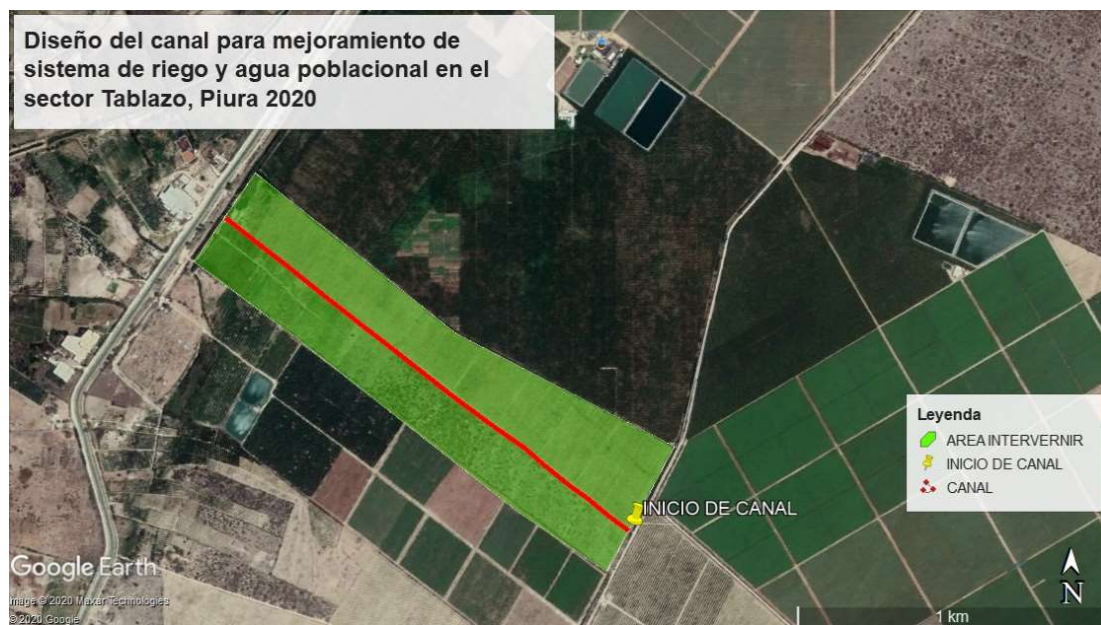 Diseño del canal para mejoramiento de
sistema de riego y agua poblacional en el
sector Tablazo, Piura 2020
INICIO DE CANAL
Leyenda
AREA INTERVERNIR
INICIO DE CANAL
CANAL
Google Earth
Image © 2020 Maxar Technologies
© 2020 Google
N
1 km